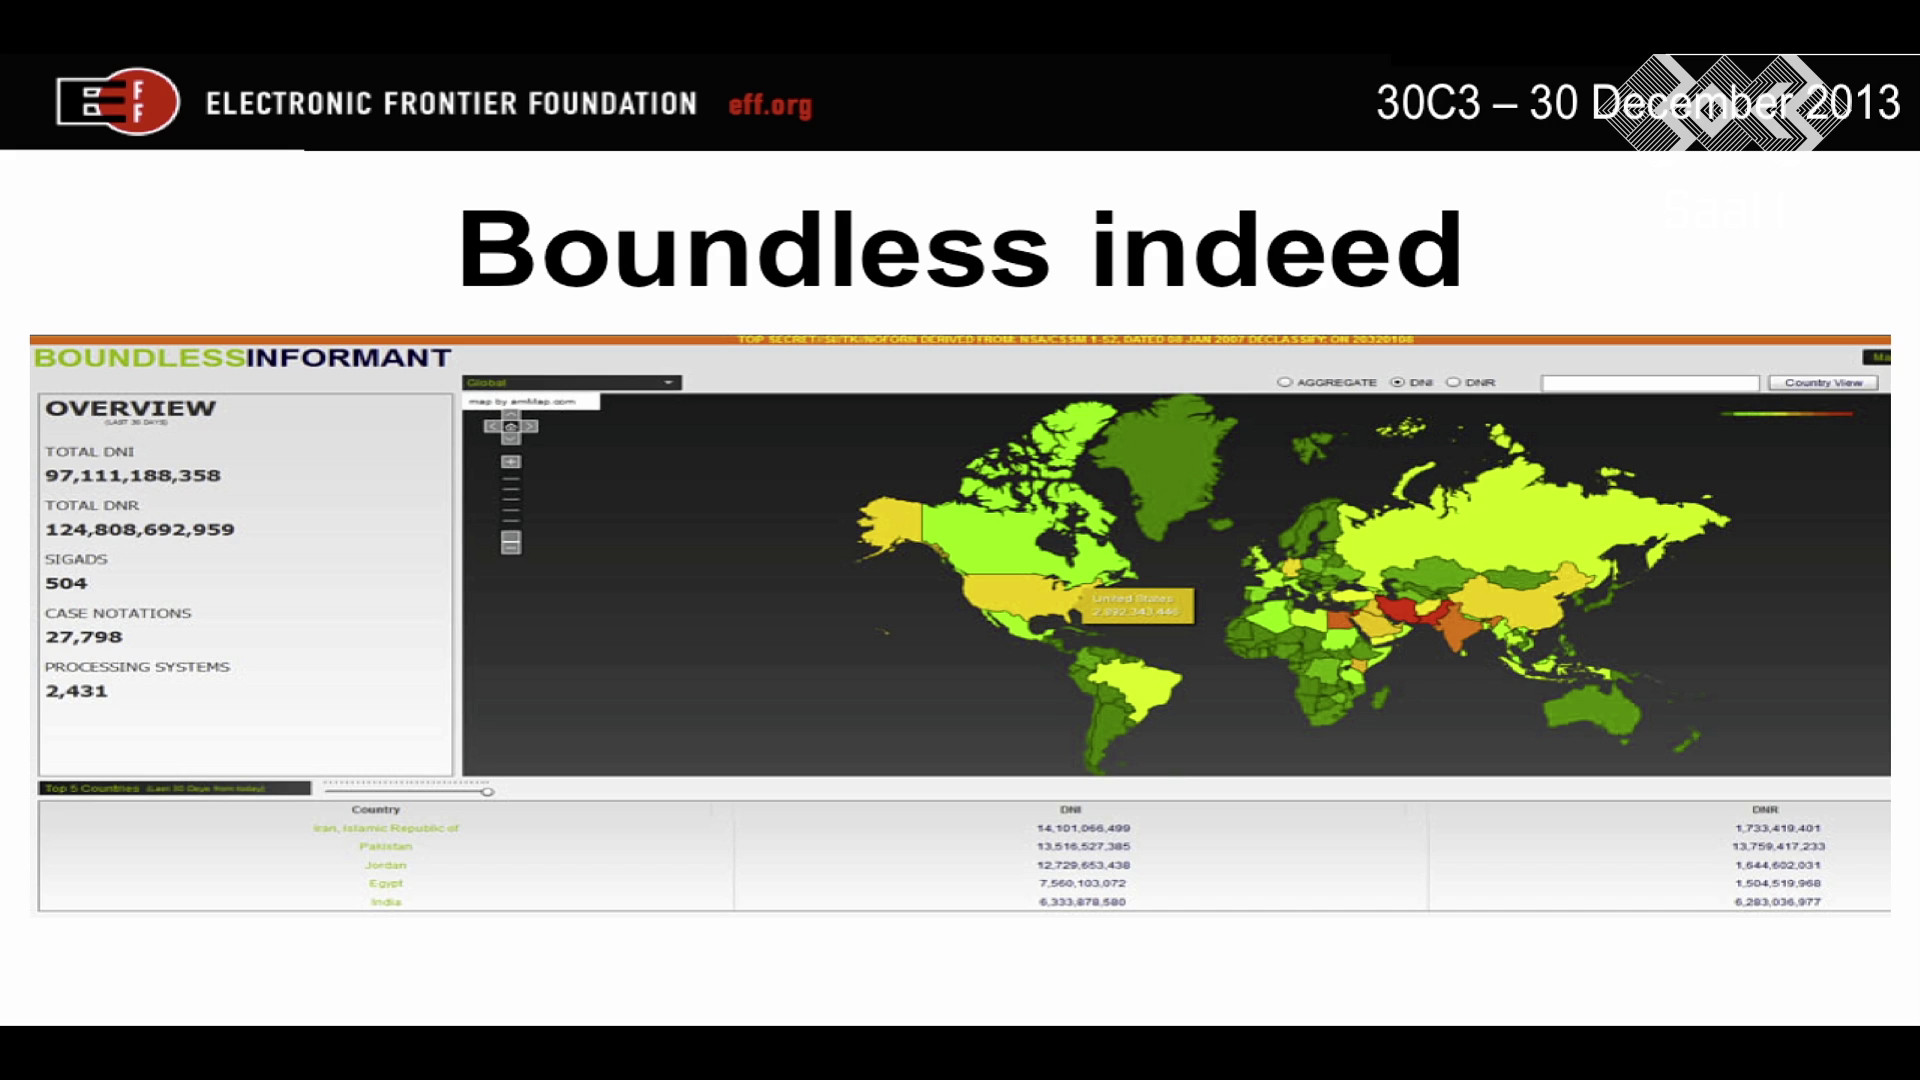 E
F
F
ELECTRONIC FRONTIER FOUNDATION eff.org
30C3 – 30 December 2013
Saal 1
Boundless indeed
TOP SECRET//SI//TK//NOFORN DERIVED FROM: NSA/CSSM 1-52, DATED 08 JAN 2007 DECLASSIFY ON: 20320108
BOUNDLESSINFORMANT
Ma
Global
AGGREGATE DNI DNR
Country View
map by amMap.com
OVERVIEW
(LAST 30 DAYS)
TOTAL DNI
97,111,188,358
TOTAL DNR
124,808,692,959
SIGADS
504
CASE NOTATIONS
27,798
PROCESSING SYSTEMS
2,431
United States
2,892,343,446
Top 5 Countries (Last 30 Days from today)
Country DNI DNR
Iran, Islamic Republic of 14,101,066,499 1,733,419,401
Pakistan 13,516,527,385 13,759,417,233
Jordan 12,729,653,438 1,644,602,031
Egypt 7,560,103,072 1,504,519,968
India 6,333,878,580 6,283,036,977